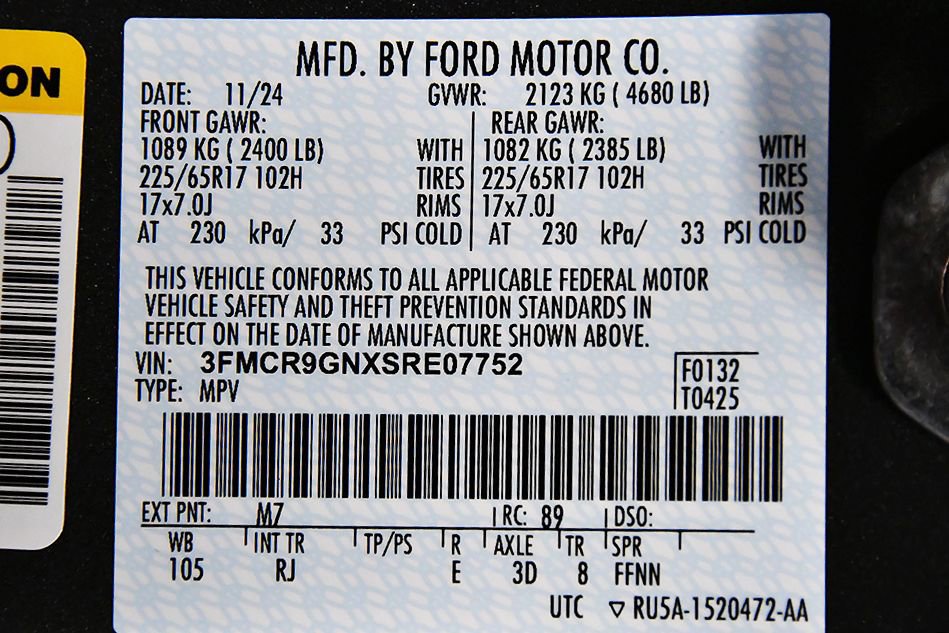 ON
MFD. BY FORD MOTOR CO.
DATE: 11/24 GVWR: 2123 KG ( 4680 LB)
FRONT GAWR: REAR GAWR:
1089 KG ( 2400 LB) WITH 1082 KG ( 2385 LB) WITH
225/65R17 102H TIRES 225/65R17 102H TIRES
17x7.0J RIMS 17x7.0J RIMS
AT 230 kPa/ 33 PSI COLD AT 230 kPa/ 33 PSI COLD
THIS VEHICLE CONFORMS TO ALL APPLICABLE FEDERAL MOTOR
VEHICLE SAFETY AND THEFT PREVENTION STANDARDS IN
EFFECT ON THE DATE OF MANUFACTURE SHOWN ABOVE.
VIN: 3FMCR9GNXSRE07752
F0132
TYPE: MPV
T0425
EXT PNT: M7 RC: 89 DSO:
WB INT TR TP/PS R AXLE TR SPR
105 RJ E 3D 8 FFNN
UTC ▽ RU5A-1520472-AA